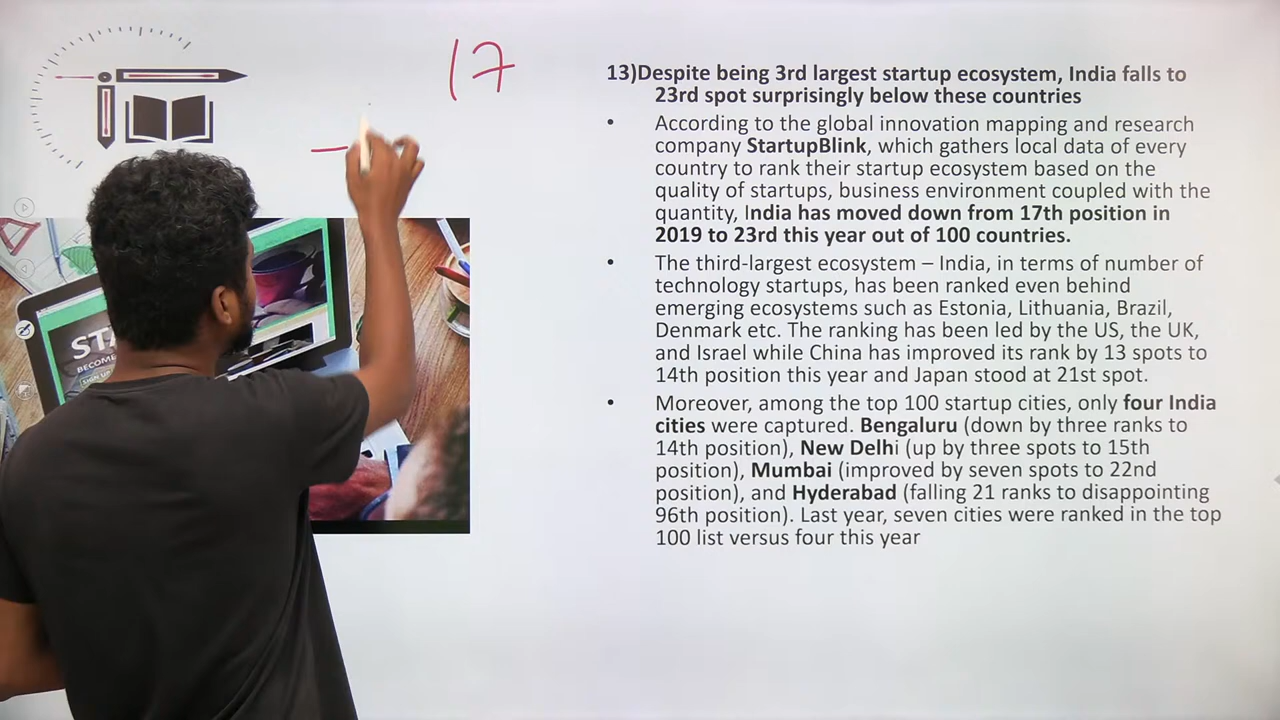 17
13)Despite being 3rd largest startup ecosystem, India falls to
23rd spot surprisingly below these countries
• According to the global innovation mapping and research
company StartupBlink, which gathers local data of every
country to rank their startup ecosystem based on the
quality of startups, business environment coupled with the
quantity, India has moved down from 17th position in
2019 to 23rd this year out of 100 countries.
• The third-largest ecosystem – India, in terms of number of
technology startups, has been ranked even behind
emerging ecosystems such as Estonia, Lithuania, Brazil,
Denmark etc. The ranking has been led by the US, the UK,
and Israel while China has improved its rank by 13 spots to
14th position this year and Japan stood at 21st spot.
• Moreover, among the top 100 startup cities, only four India
cities were captured. Bengaluru (down by three ranks to
14th position), New Delhi (up by three spots to 15th
position), Mumbai (improved by seven spots to 22nd
position), and Hyderabad (falling 21 ranks to disappointing
96th position). Last year, seven cities were ranked in the top
100 list versus four this year
STA
BECOME
SIGN UP